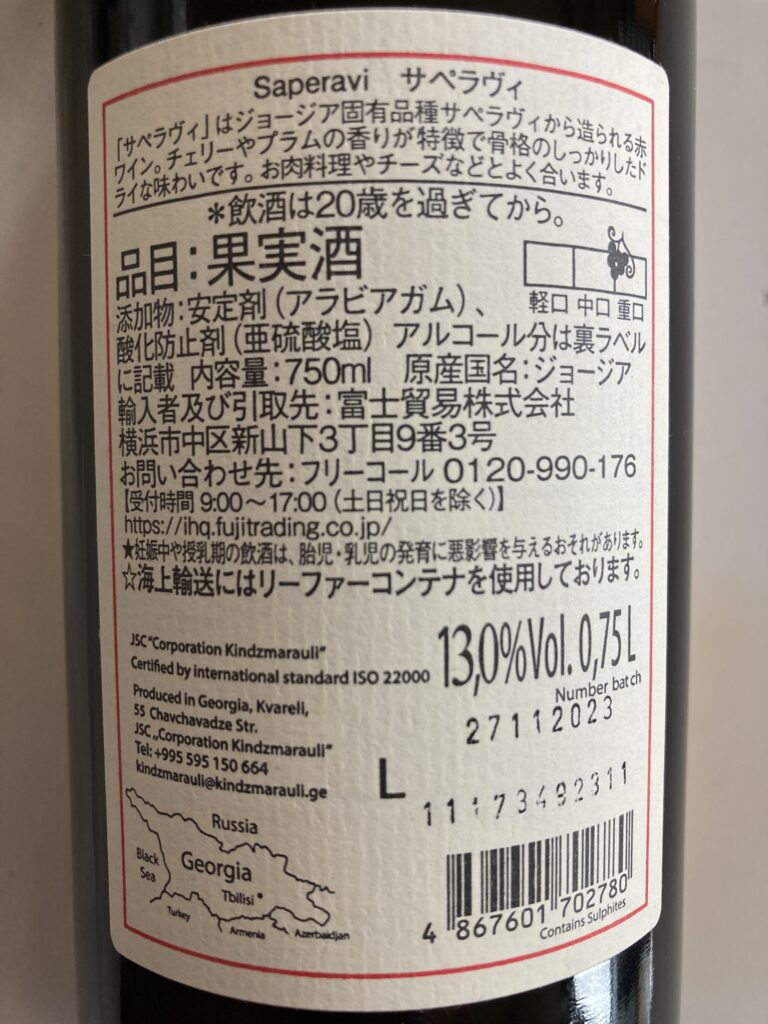 Saperavi サペラヴィ
「サペラヴィ」はジョージア固有品種サペラヴィから造られる赤
ワイン。チェリーやプラムの香りが特徴で骨格のしっかりしたド
ライな味わいです。お肉料理やチーズなどとよく合います。
＊飲酒は20歳を過ぎてから。
品目：果実酒
軽口 中口 重口
添加物：安定剤（アラビアガム）、
酸化防止剤（亜硫酸塩） アルコール分は裏ラベル
に記載 内容量：750ml 原産国名：ジョージア
輸入者及び引取先：富士貿易株式会社
横浜市中区新山下3丁目9番3号
お問い合わせ先：フリーコール 0120-990-176
【受付時間 9:00～17:00（土日祝日を除く）】
https://ihq.fujitrading.co.jp/
★妊娠中や授乳期の飲酒は、胎児・乳児の発育に悪影響を与えるおそれがあります。
☆海上輸送にはリーファーコンテナを使用しております。
JSC "Corporation Kindzmarauli"
Certified by international standard ISO 22000
Produced in Georgia, Kvareli,
55 Chavchavadze Str.
JSC „Corporation Kindzmarauli"
Tel: +995 595 150 664
kindzmarauli@kindzmarauli.ge
13,0%Vol. 0,75 L
Number batch
27112023
L
Russia
Black
Sea
Georgia
Tbilisi
Turkey
Armenia
Azerbaidjan
4 867601 702780
Contains Sulphites